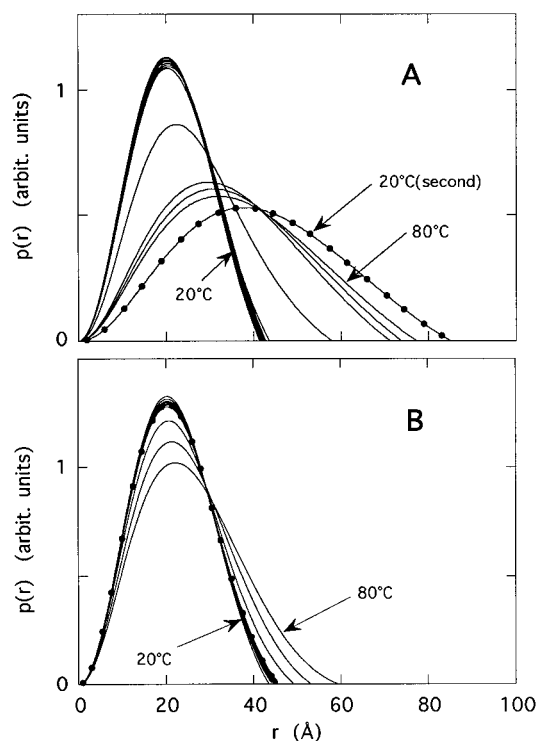 A
1
p(r) (arbit. units)
20°C(second)
80°C
20°C
0
B
1
p(r) (arbit. units)
80°C
20°C
0
0 20 40 60 80 100
r (Å)